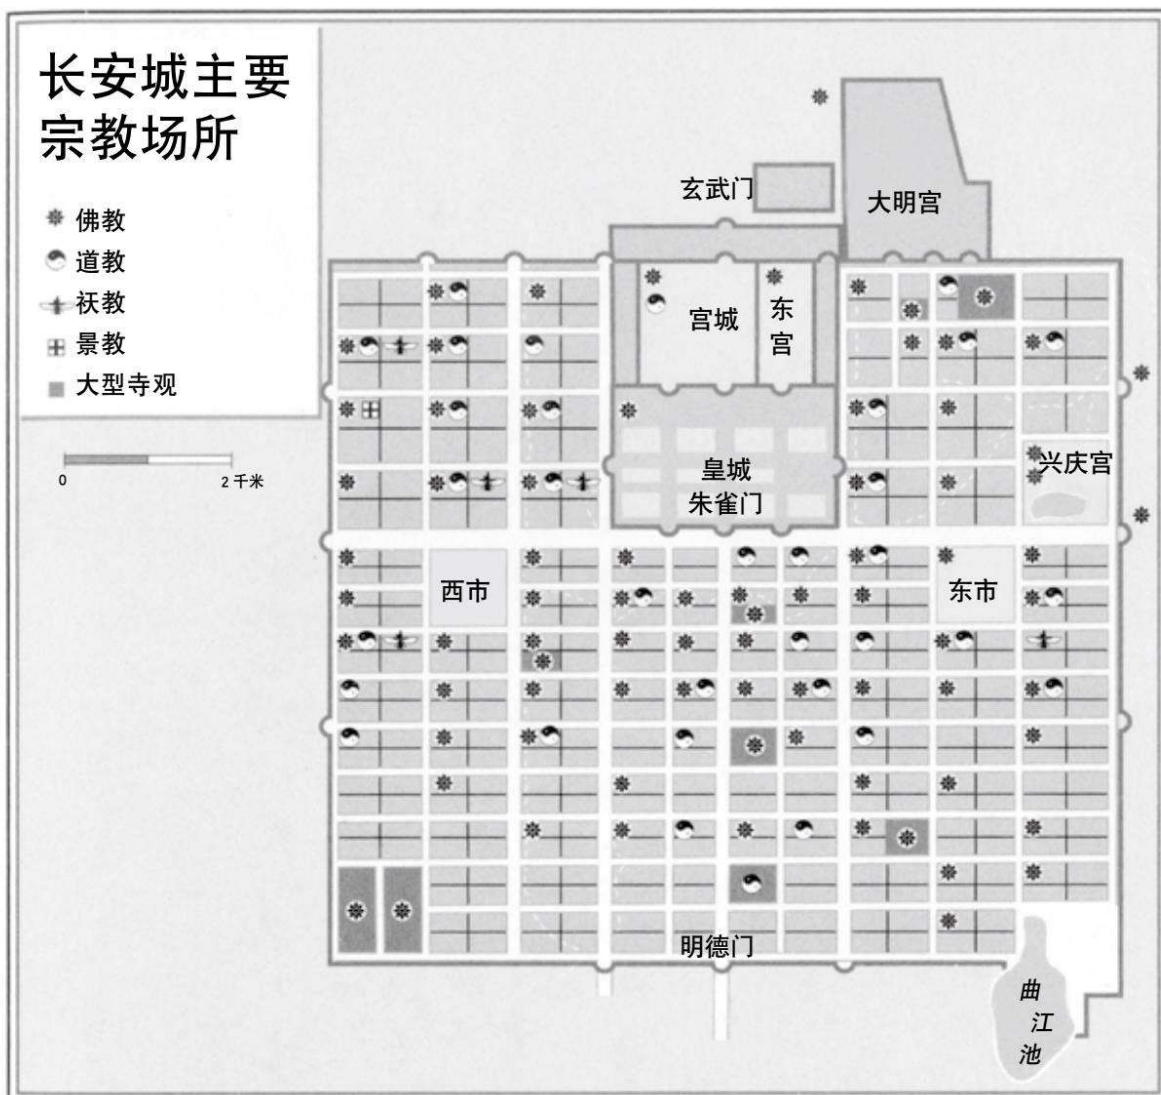 长安城主要
宗教场所
佛教
道教
祆教
景教
大型寺观
0
2 千米
玄武门
大明宫
宫城
东
宫
皇城
朱雀门
兴庆宫
西市
东市
明德门
曲
江
池